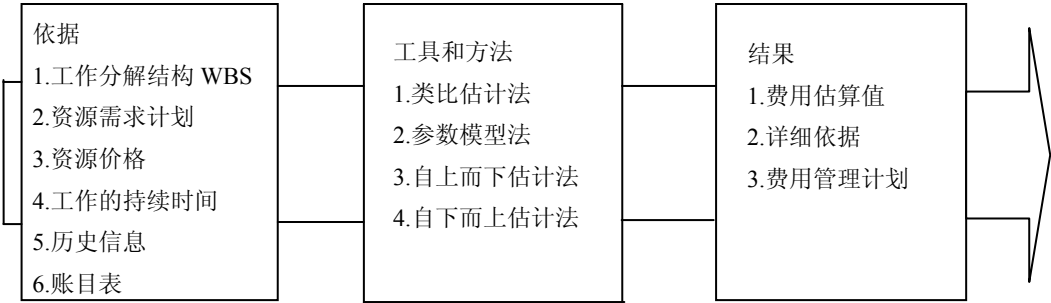 依据
1.工作分解结构 WBS
2.资源需求计划
3.资源价格
4.工作的持续时间
5.历史信息
6.账目表
工具和方法
1.类比估计法
2.参数模型法
3.自上而下估计法
4.自下而上估计法
结果
1.费用估算值
2.详细依据
3.费用管理计划